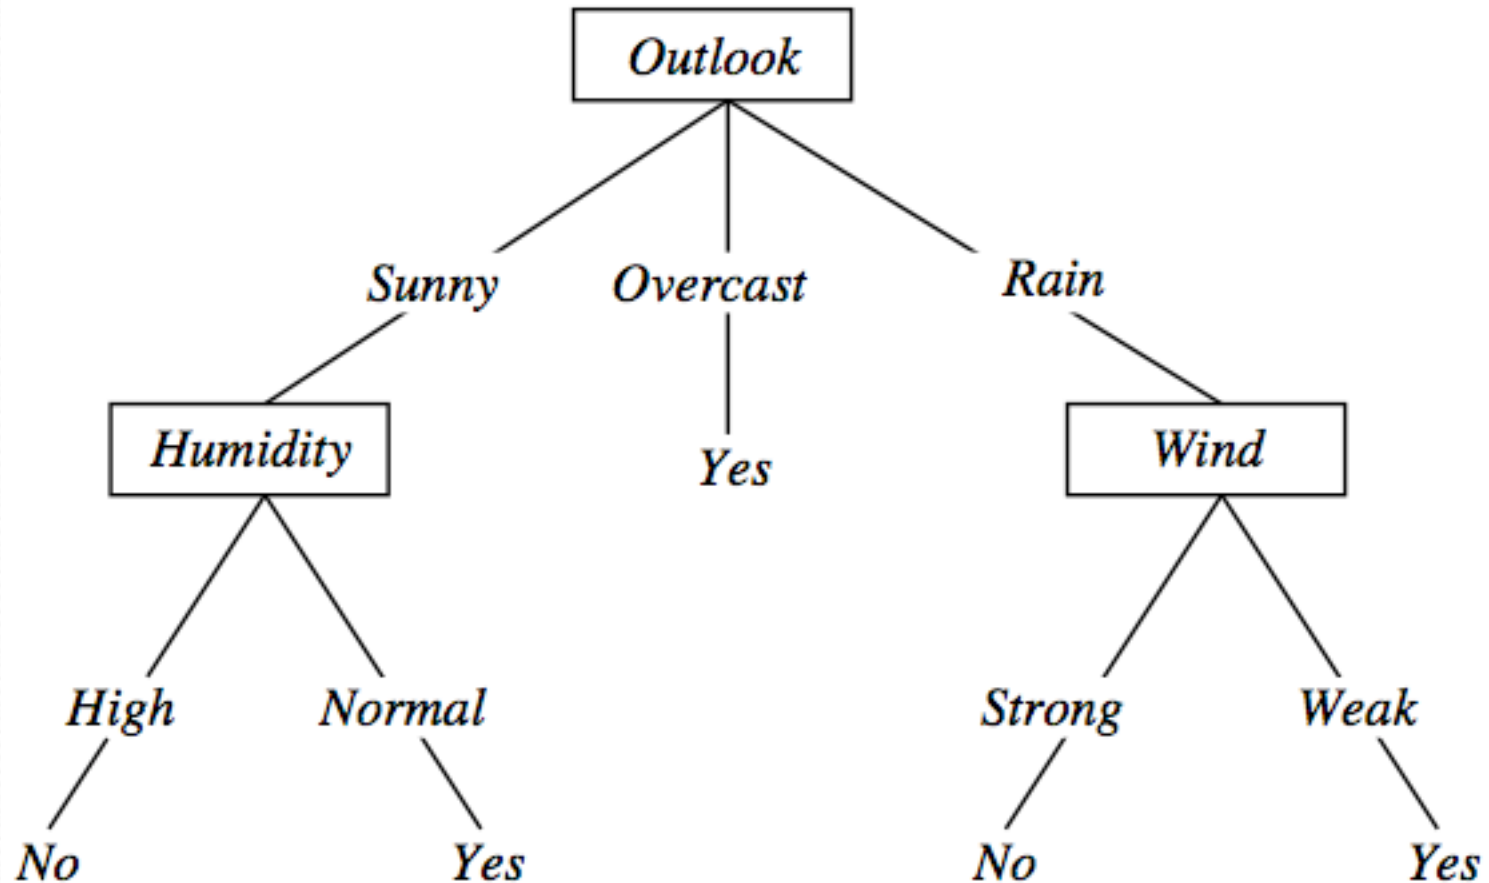 Outlook
Sunny Overcast Rain
Humidity Yes Wind
High Normal Strong Weak
No Yes No Yes